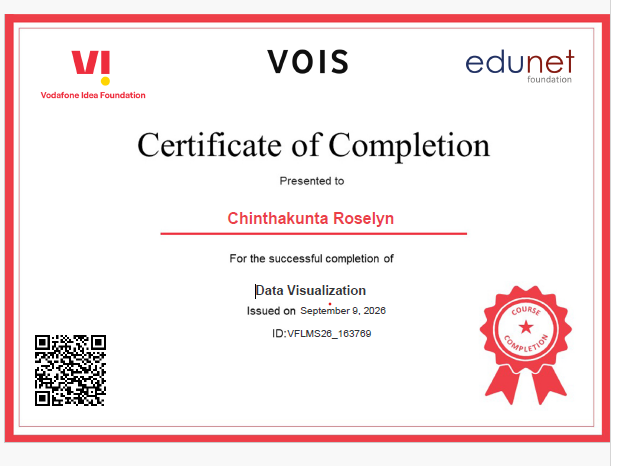 VI
Vodafone Idea Foundation
VOIS
edunet
foundation
Certificate of Completion
Presented to
Chinthakunta Roselyn
For the successful completion of
Data Visualization
Issued on September 9, 2026
ID:VFLMS26_163769
COURSE
COMPLETION